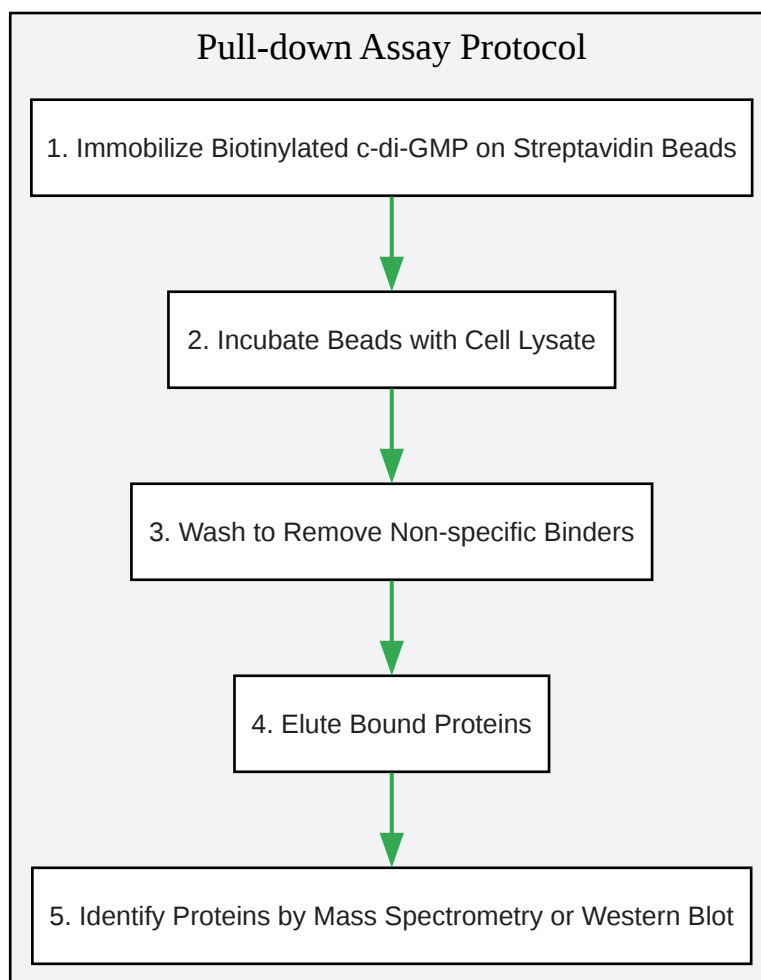 Pull-down Assay Protocol
1. Immobilize Biotinylated c-di-GMP on Streptavidin Beads
2. Incubate Beads with Cell Lysate
3. Wash to Remove Non-specific Binders
4. Elute Bound Proteins
5. Identify Proteins by Mass Spectrometry or Western Blot